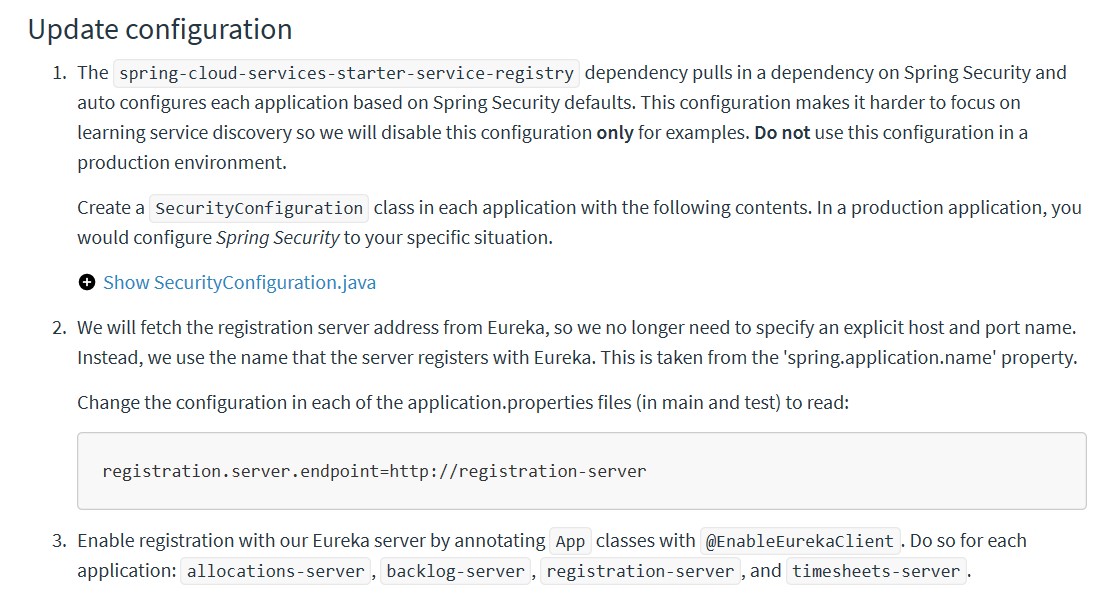 Update configuration
1. The spring-cloud-services-starter-service-registry dependency pulls in a dependency on Spring Security and
auto configures each application based on Spring Security defaults. This configuration makes it harder to focus on
learning service discovery so we will disable this configuration only for examples. Do not use this configuration in a
production environment.
Create a SecurityConfiguration class in each application with the following contents. In a production application, you
would configure Spring Security to your specific situation.
Show SecurityConfiguration.java
2. We will fetch the registration server address from Eureka, so we no longer need to specify an explicit host and port name.
Instead, we use the name that the server registers with Eureka. This is taken from the 'spring.application.name' property.
Change the configuration in each of the application.properties files (in main and test) to read:
registration.server.endpoint=http://registration-server
3. Enable registration with our Eureka server by annotating App classes with @EnableEurekaClient. Do so for each
application: allocations-server, backlog-server, registration-server, and timesheets-server.